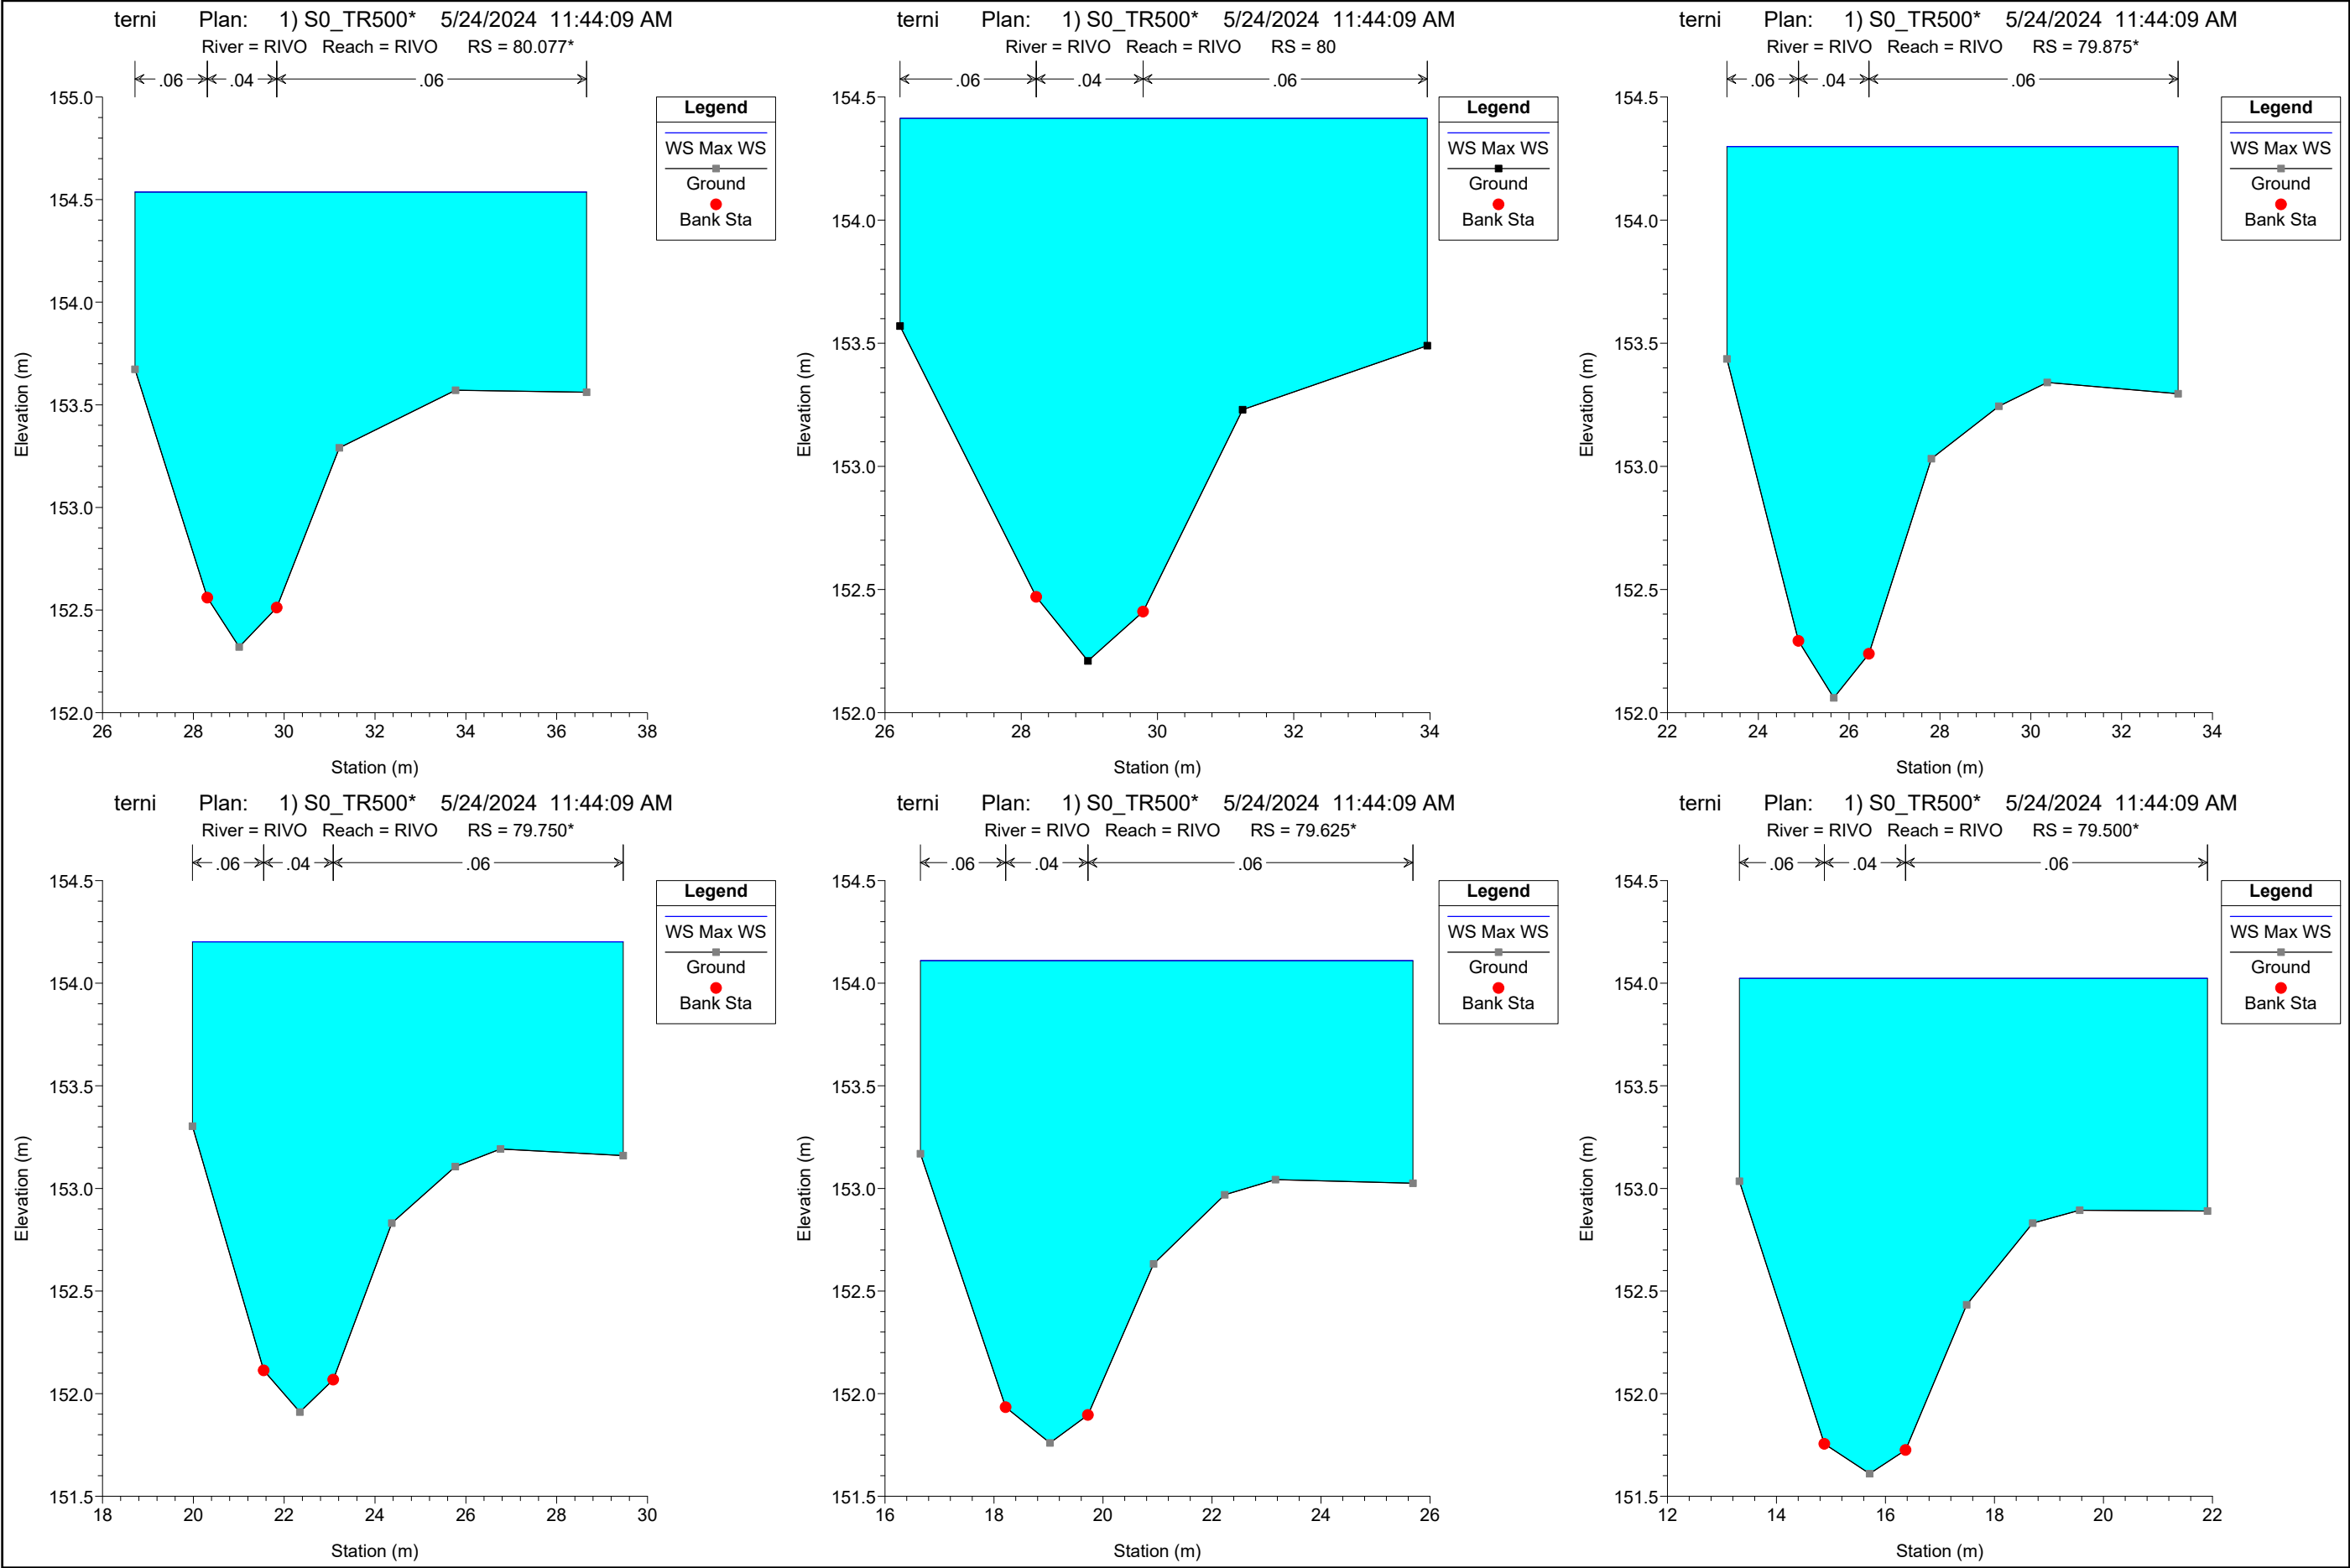 terni Plan: 1) S0_TR500* 5/24/2024 11:44:09 AM
River = RIVO Reach = RIVO RS = 80.077*
.06 .04 .06
Legend
WS Max WS
Ground
Bank Sta
155.0
154.5
154.0
153.5
153.0
152.5
152.0
Elevation (m)
26 28 30 32 34 36 38
Station (m)
terni Plan: 1) S0_TR500* 5/24/2024 11:44:09 AM
River = RIVO Reach = RIVO RS = 80
.06 .04 .06
Legend
WS Max WS
Ground
Bank Sta
154.5
154.0
153.5
153.0
152.5
152.0
Elevation (m)
26 28 30 32 34
Station (m)
terni Plan: 1) S0_TR500* 5/24/2024 11:44:09 AM
River = RIVO Reach = RIVO RS = 79.875*
.06 .04 .06
Legend
WS Max WS
Ground
Bank Sta
154.5
154.0
153.5
153.0
152.5
152.0
Elevation (m)
22 24 26 28 30 32 34
Station (m)
terni Plan: 1) S0_TR500* 5/24/2024 11:44:09 AM
River = RIVO Reach = RIVO RS = 79.750*
.06 .04 .06
Legend
WS Max WS
Ground
Bank Sta
154.5
154.0
153.5
153.0
152.5
152.0
151.5
Elevation (m)
18 20 22 24 26 28 30
Station (m)
terni Plan: 1) S0_TR500* 5/24/2024 11:44:09 AM
River = RIVO Reach = RIVO RS = 79.625*
.06 .04 .06
Legend
WS Max WS
Ground
Bank Sta
154.5
154.0
153.5
153.0
152.5
152.0
151.5
Elevation (m)
16 18 20 22 24 26
Station (m)
terni Plan: 1) S0_TR500* 5/24/2024 11:44:09 AM
River = RIVO Reach = RIVO RS = 79.500*
.06 .04 .06
Legend
WS Max WS
Ground
Bank Sta
154.5
154.0
153.5
153.0
152.5
152.0
151.5
Elevation (m)
12 14 16 18 20 22
Station (m)